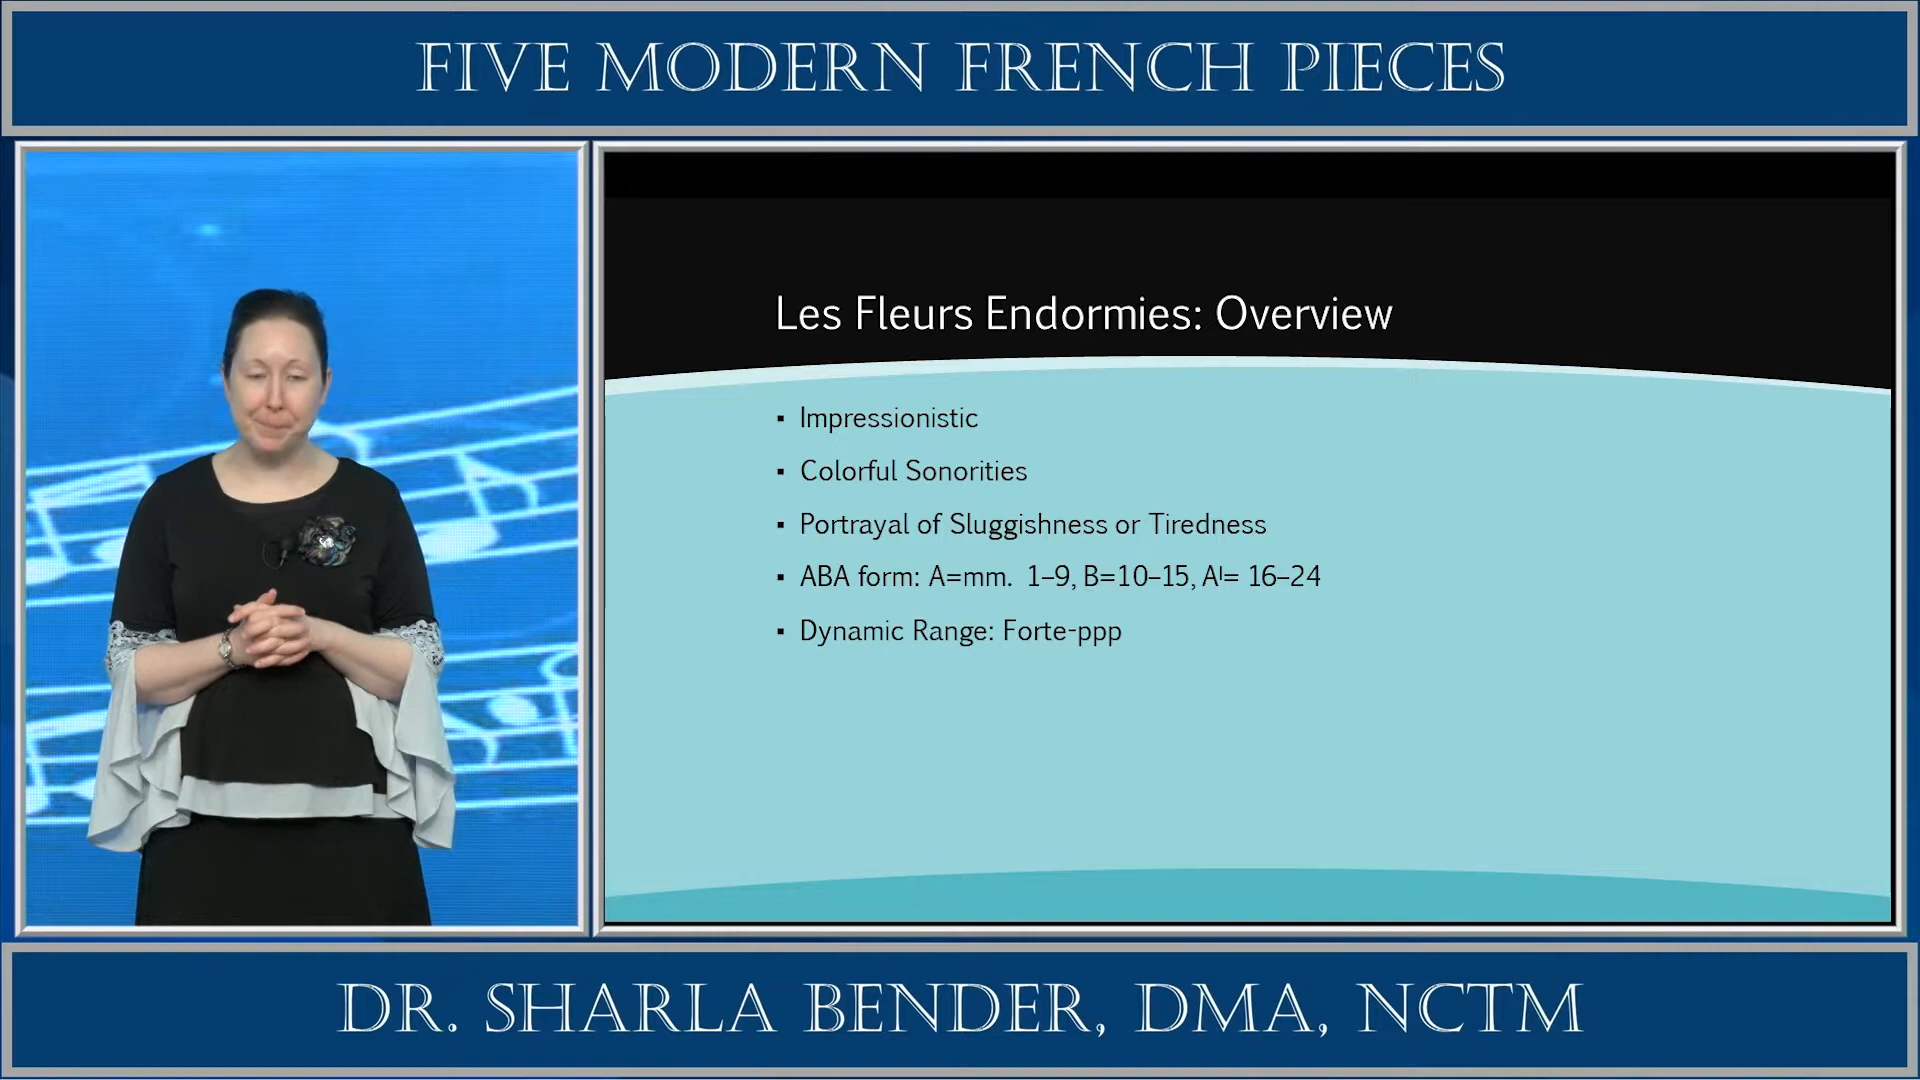 FIVE MODERN FRENCH PIECES
Les Fleurs Endormies: Overview
▪ Impressionistic
▪ Colorful Sonorities
▪ Portrayal of Sluggishness or Tiredness
▪ ABA form: A=mm. 1–9, B=10–15, A'= 16–24
▪ Dynamic Range: Forte-ppp
DR. SHARLA BENDER, DMA, NCTM